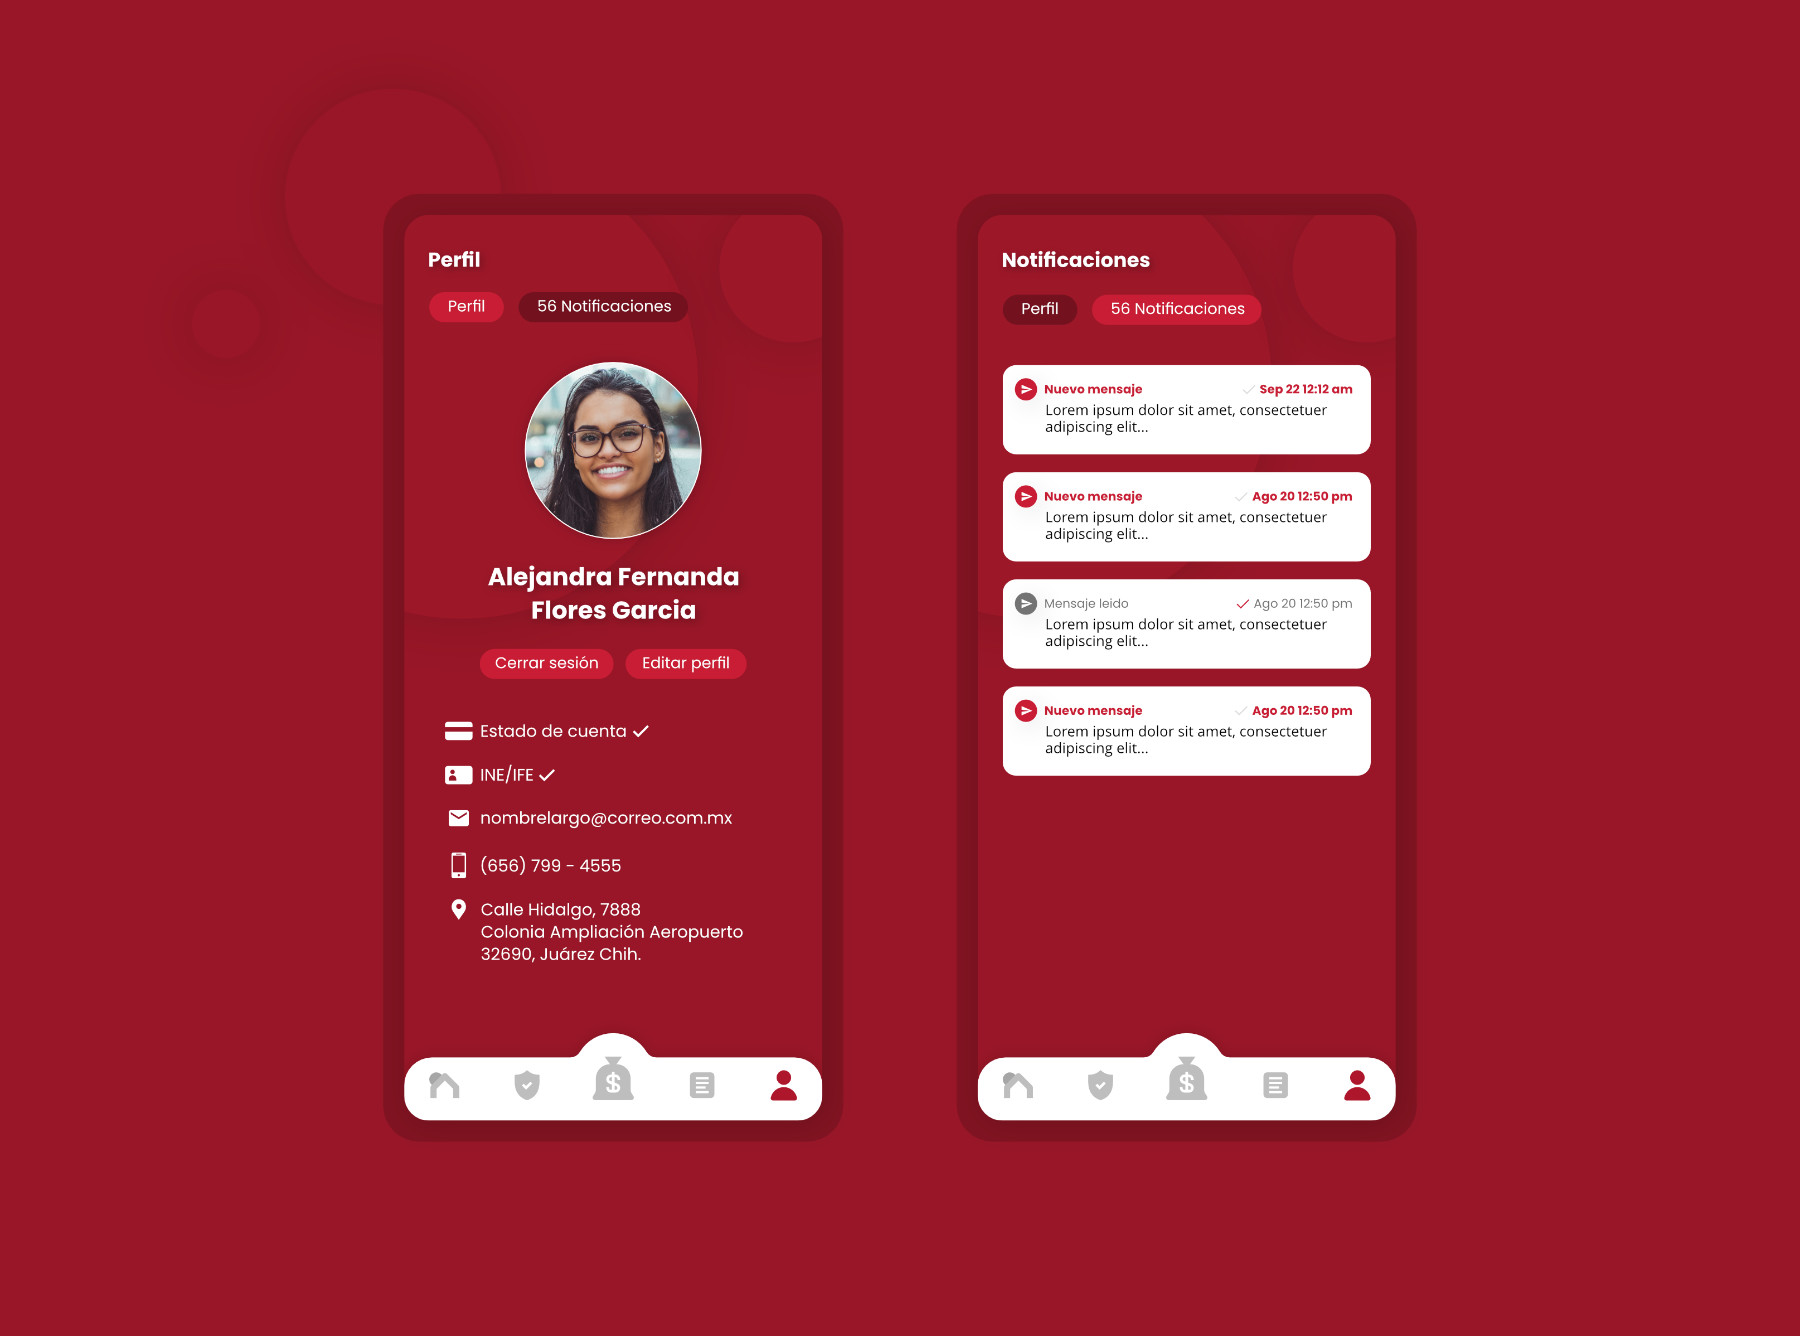 Perfil
Perfil
56 Notificaciones
Alejandra Fernanda
Flores Garcia
Cerrar sesión
Editar perfil
Estado de cuenta
INE/IFE
nombrelargo@correo.com.mx
(656) 799 - 4555
Calle Hidalgo, 7888
Colonia Ampliación Aeropuerto
32690, Juárez Chih.
$
Notificaciones
Perfil
56 Notificaciones
Nuevo mensaje
Sep 22 12:12 am
Lorem ipsum dolor sit amet, consectetuer
adipiscing elit...
Nuevo mensaje
Ago 20 12:50 pm
Lorem ipsum dolor sit amet, consectetuer
adipiscing elit...
Mensaje leido
Ago 20 12:50 pm
Lorem ipsum dolor sit amet, consectetuer
adipiscing elit...
Nuevo mensaje
Ago 20 12:50 pm
Lorem ipsum dolor sit amet, consectetuer
adipiscing elit...
$